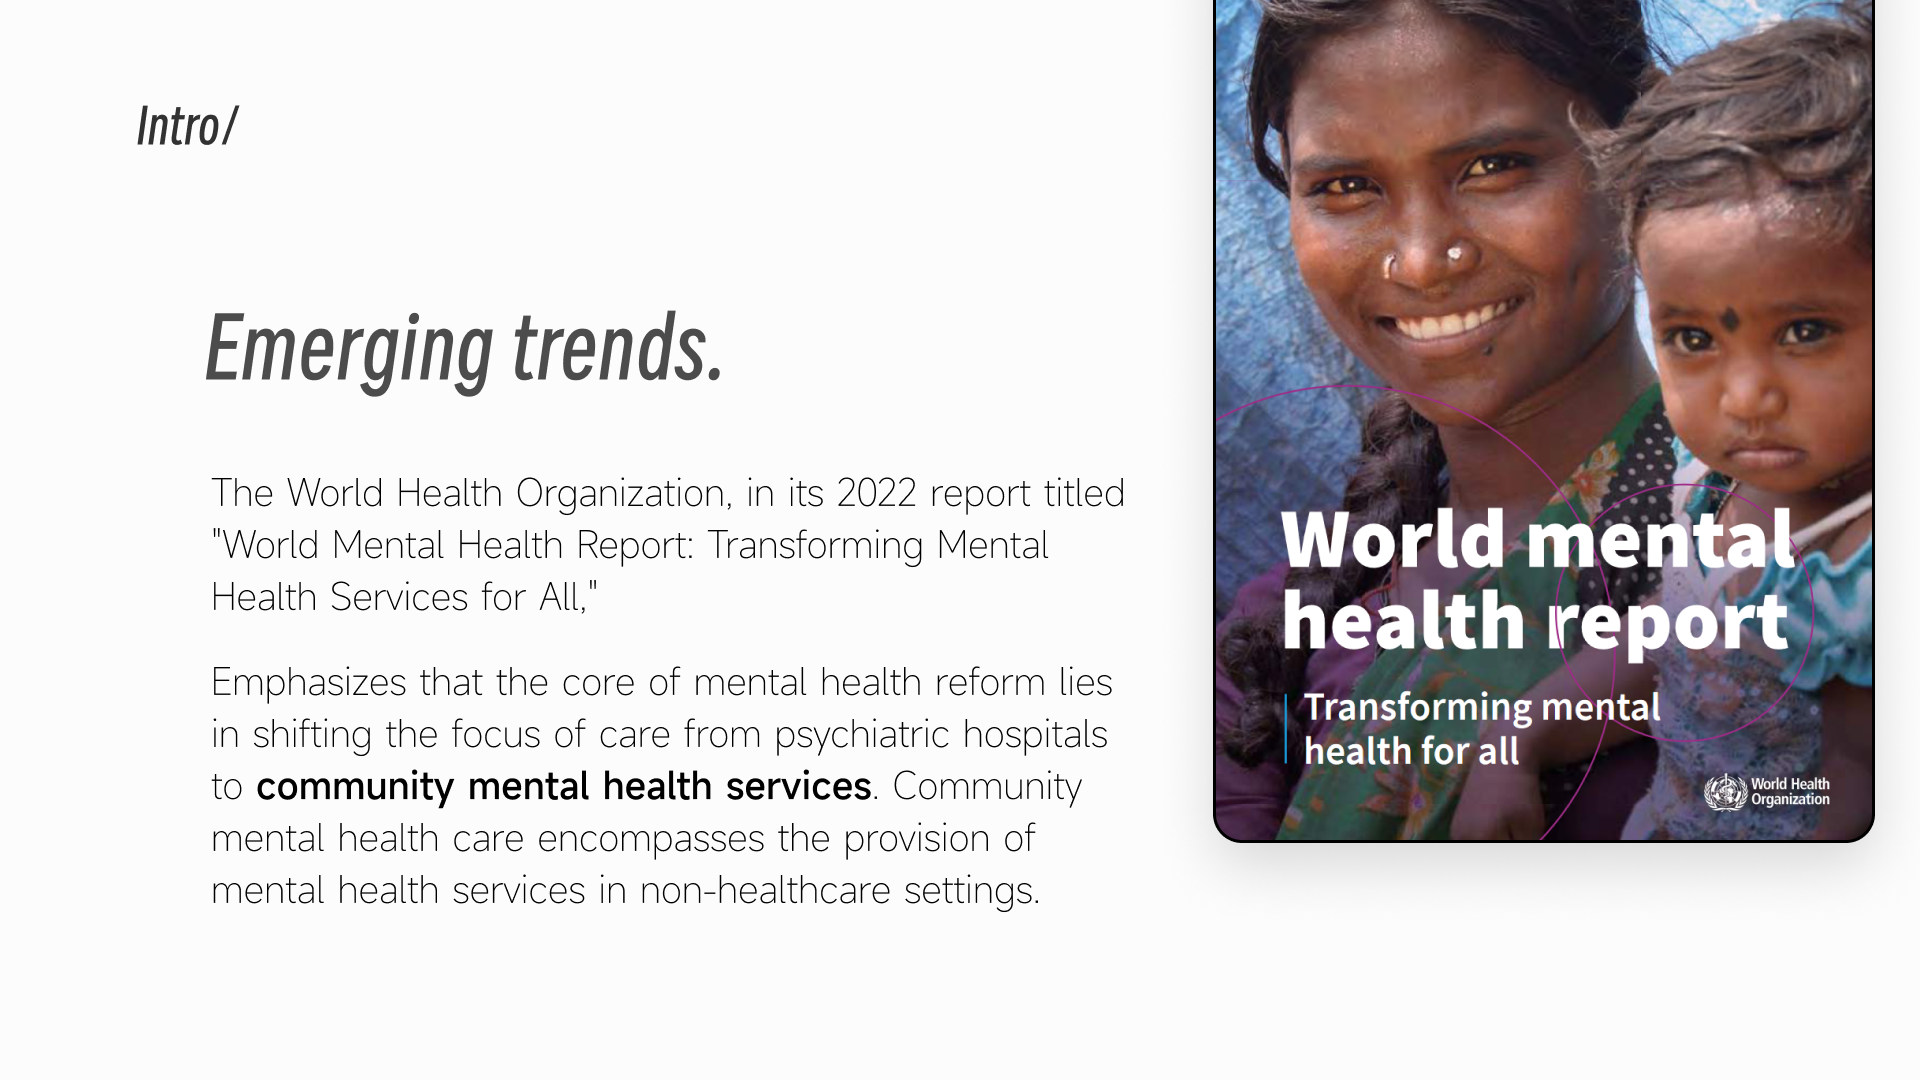 Intro/
Emerging trends.
The World Health Organization, in its 2022 report titled
"World Mental Health Report: Transforming Mental
Health Services for All,"
Emphasizes that the core of mental health reform lies
in shifting the focus of care from psychiatric hospitals
to community mental health services. Community
mental health care encompasses the provision of
mental health services in non-healthcare settings.
World mental
health report
Transforming mental
health for all
World Health
Organization